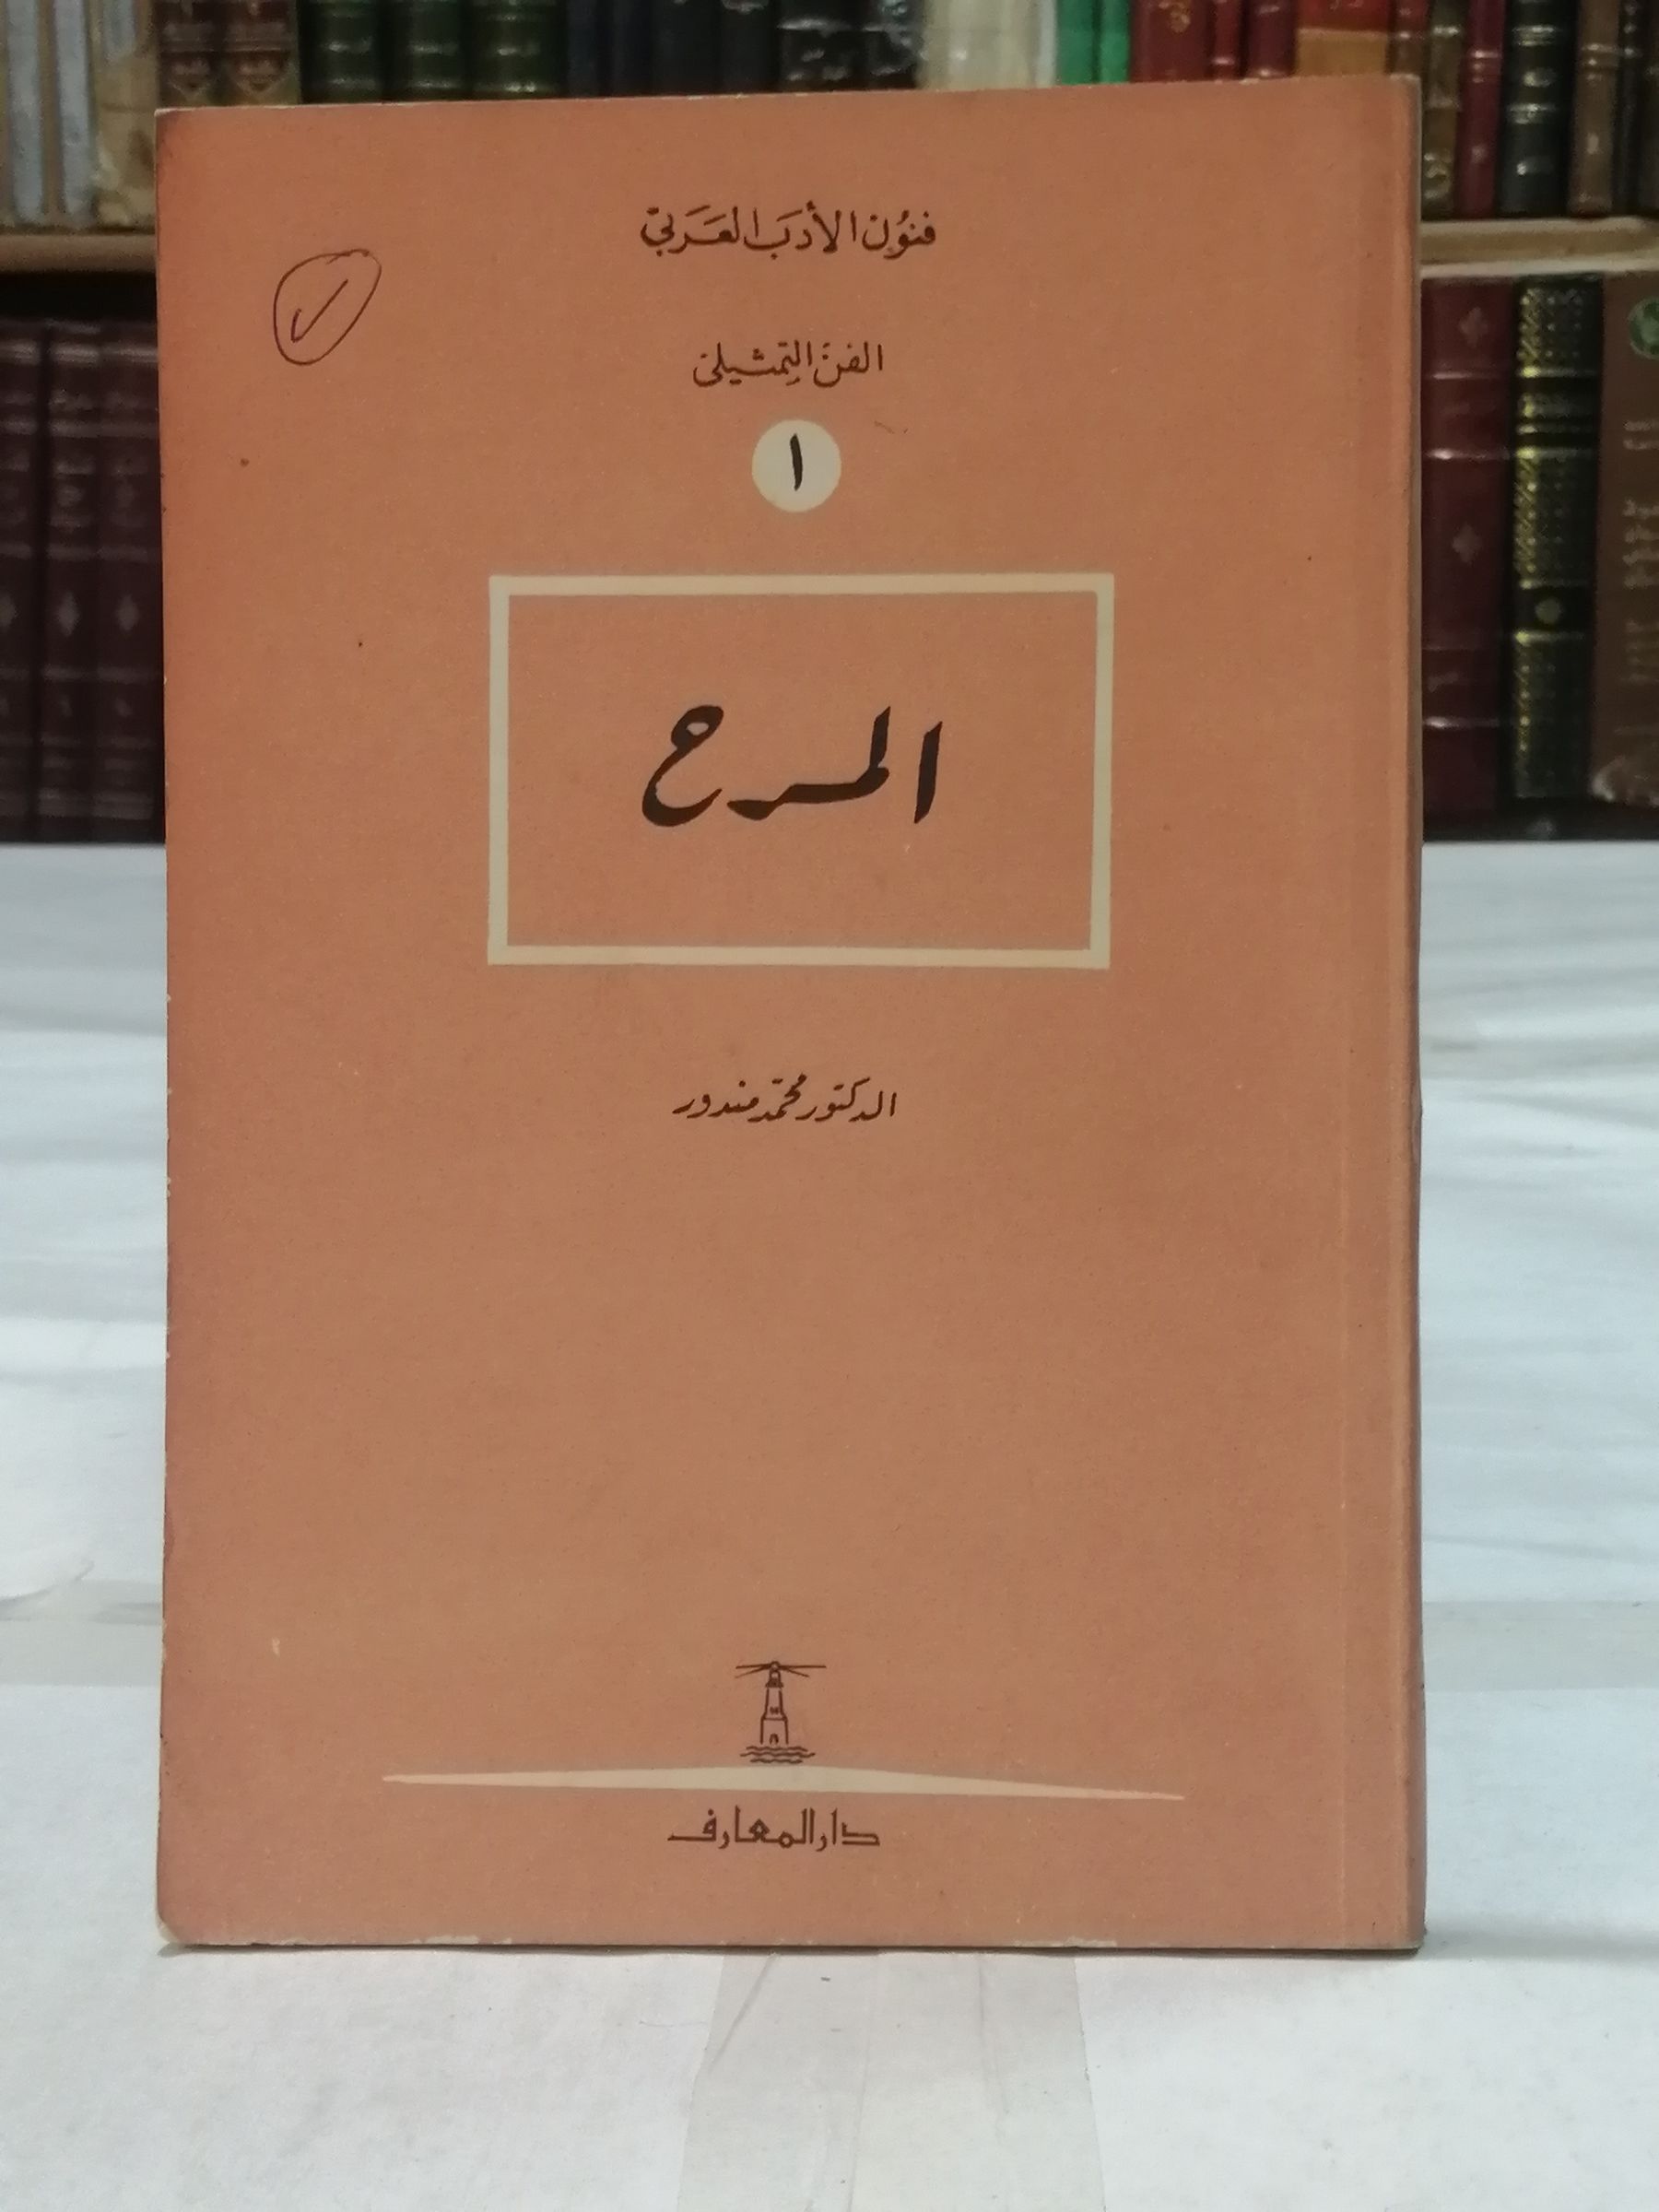 فنون الأدب العربي
الفن التمثيلي
١
المسرح
الدكتور محمد مندور
دار المعارف